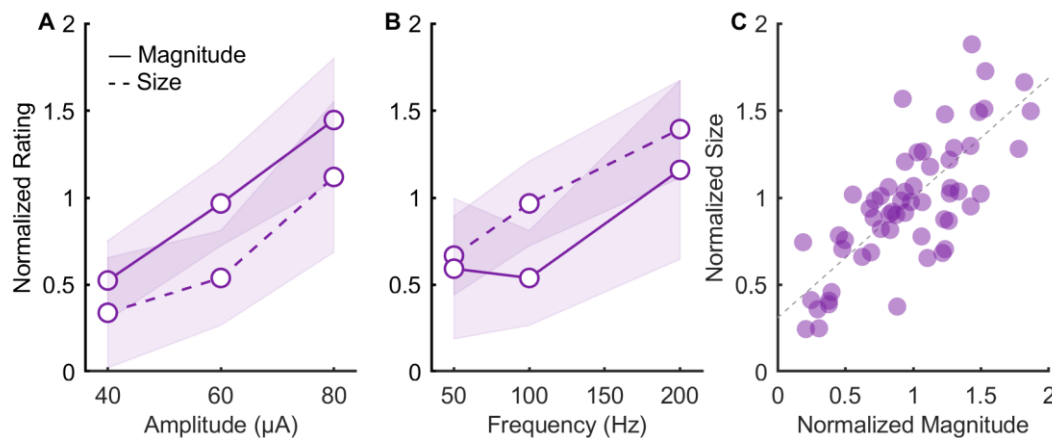 A
2
1.5
1
0.5
0
Normalized Rating
Magnitude
Size
40
60
80
Amplitude (µA)
B
2
1.5
1
0.5
0
50
100
150
200
Frequency (Hz)
C
2
1.5
1
0.5
0
Normalized Size
0
0.5
1
1.5
2
Normalized Magnitude